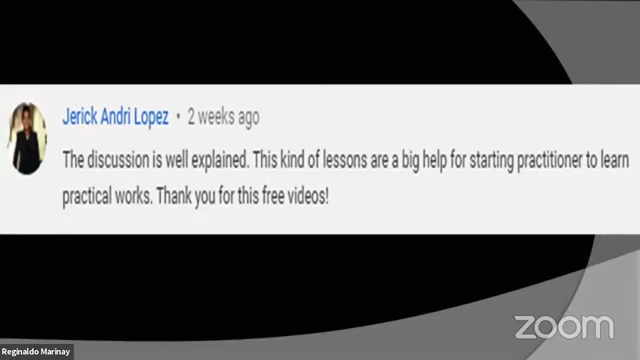 Jerick Andri Lopez • 2 weeks ago
The discussion is well explained. This kind of lessons are a big help for starting practitioner to learn
practical works. Thank you for this free videos!
zoom
Reginaldo Marinay